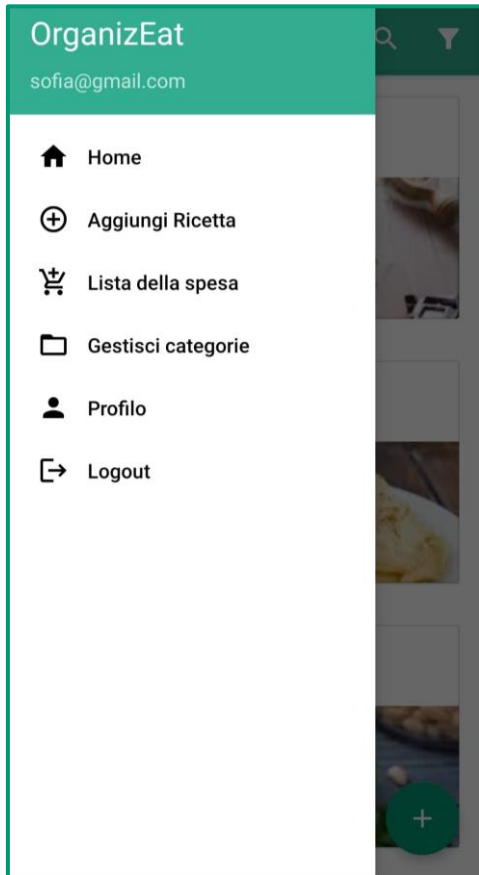 OrganizEat
sofia@gmail.com
Home
Aggiungi Ricetta
Lista della spesa
Gestisci categorie
Profilo
Logout